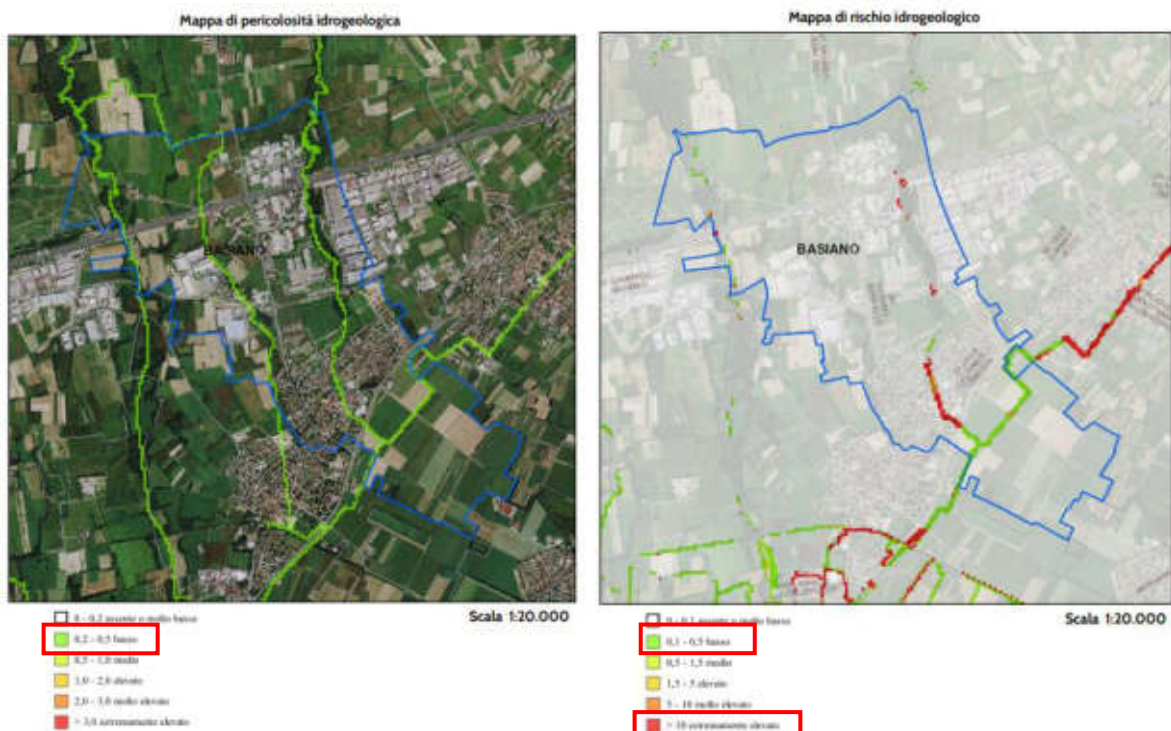 Mappa di pericolosità idrogeologica
BASIANO
Scala 1:20.000
0 - 0,2 assente o molto basso
0,2 - 0,5 basso
0,5 - 1,0 medio
1,0 - 2,0 elevato
2,0 - 3,0 molto elevato
> 3,0 estremamente elevato
Mappa di rischio idrogeologico
BASIANO
Scala 1:20.000
0 - 0,1 assente o molto basso
0,1 - 0,5 basso
0,5 - 1,5 medio
1,5 - 5 elevato
5 - 10 molto elevato
> 10 estremamente elevato